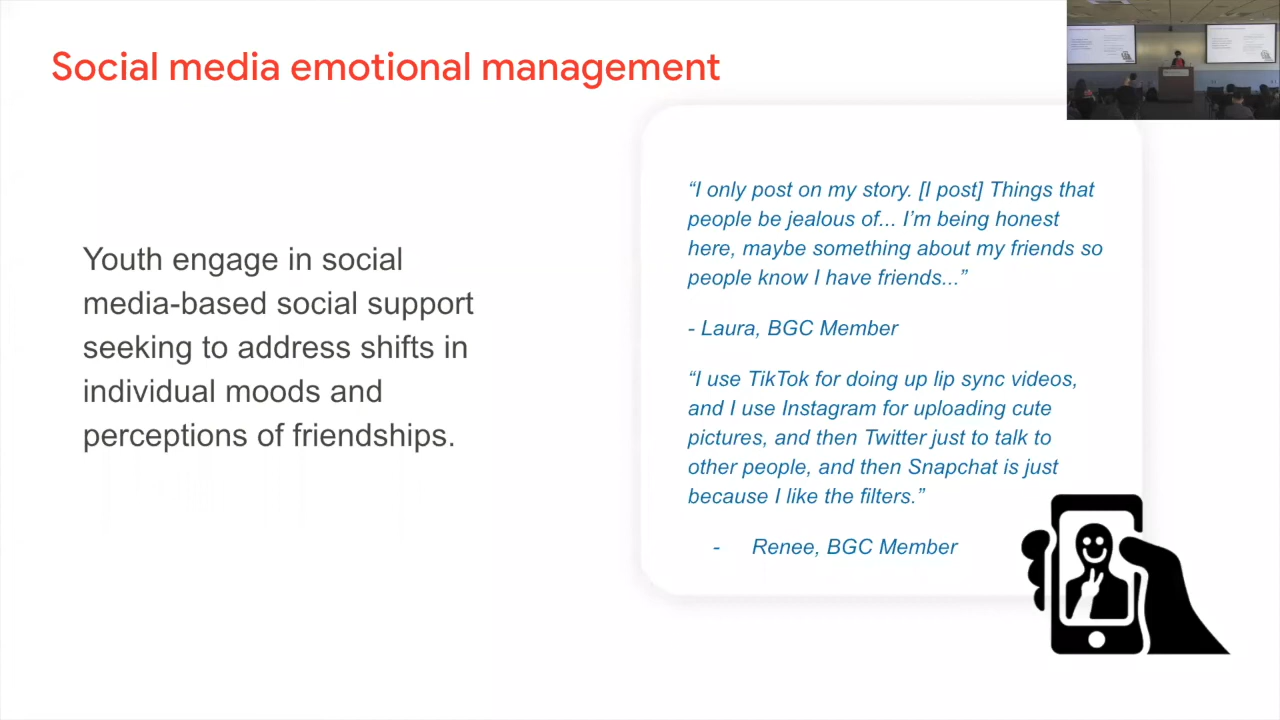 Social media emotional management
Youth engage in social
media-based social support
seeking to address shifts in
individual moods and
perceptions of friendships.
“I only post on my story. [I post] Things that
people be jealous of... I’m being honest
here, maybe something about my friends so
people know I have friends...”
- Laura, BGC Member
“I use TikTok for doing up lip sync videos,
and I use Instagram for uploading cute
pictures, and then Twitter just to talk to
other people, and then Snapchat is just
because I like the filters.”
- Renee, BGC Member